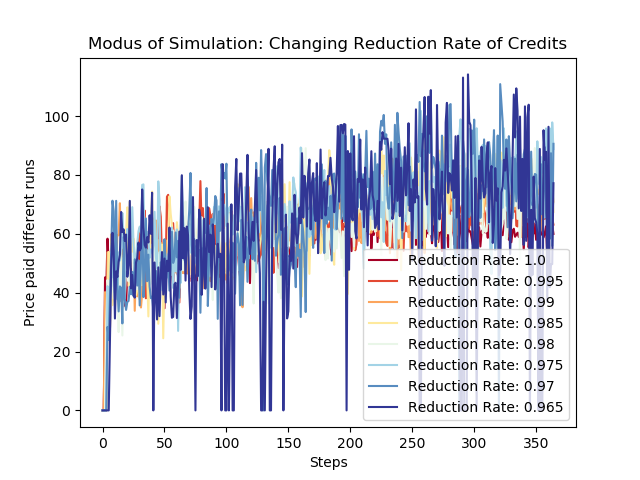 Modus of Simulation: Changing Reduction Rate of Credits
Price paid different runs
100
80
60
40
20
0
Reduction Rate: 1.0
Reduction Rate: 0.995
Reduction Rate: 0.99
Reduction Rate: 0.985
Reduction Rate: 0.98
Reduction Rate: 0.975
Reduction Rate: 0.97
Reduction Rate: 0.965
0 50 100 150 200 250 300 350
Steps